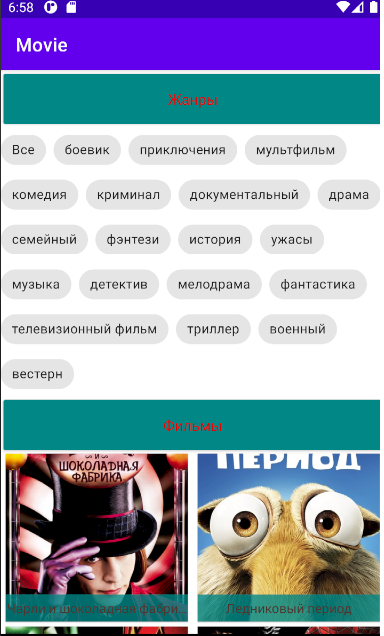 6:58
Movie
Жанры
Все боевик приключения мультфильм
комедия криминал документальный драма
семейный фэнтези история ужасы
музыка детектив мелодрама фантастика
телевизионный фильм триллер военный
вестерн
Фильмы
И
ШОКОЛАДНАЯ
ФАБРИКА
ПЕРИОД
Чарли и шоколадная фабри...
Ледниковый период